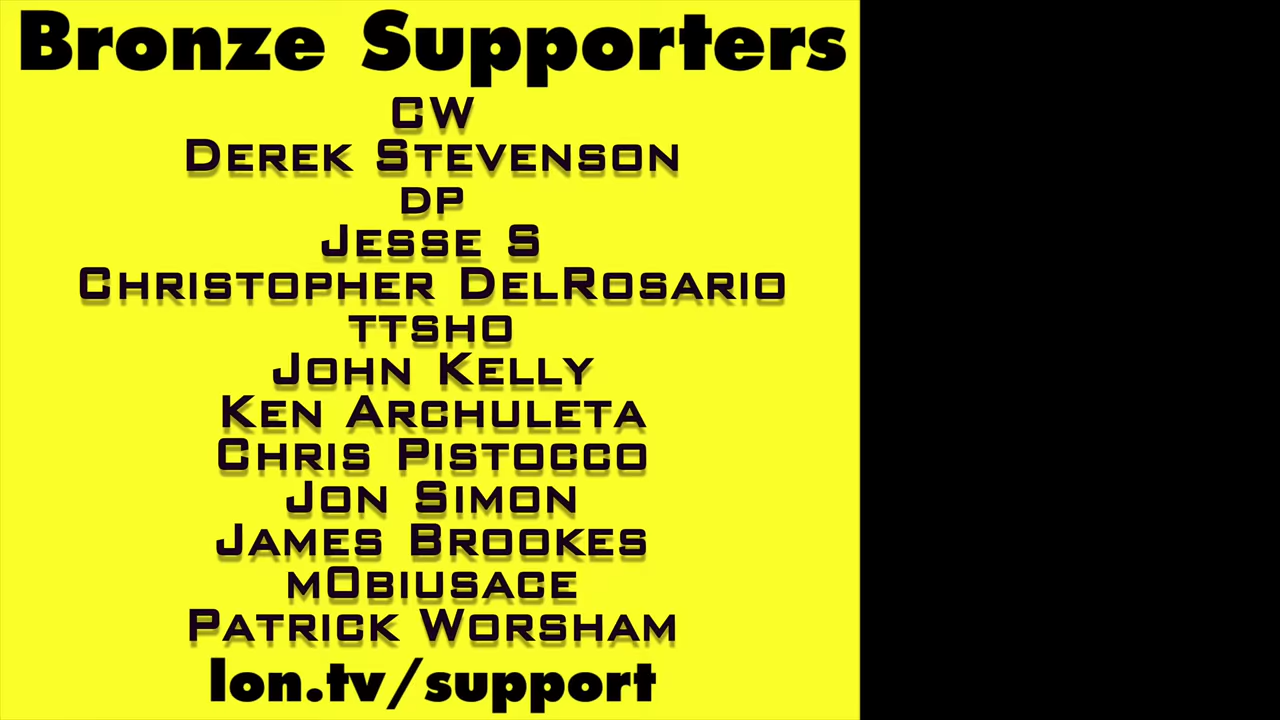 Bronze Supporters
CW
Derek Stevenson
DP
Jesse S
Christopher DelRosario
ttsho
John Kelly
Ken Archuleta
Chris Pistocco
Jon Simon
James Brookes
m0biusace
Patrick Worsham
lon.tv/support